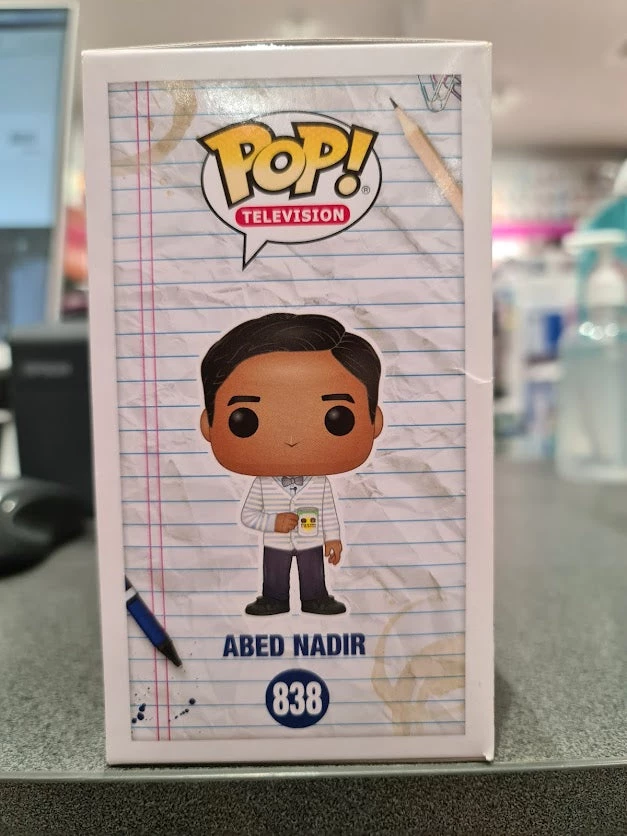 POP!
®
TELEVISION
ABED NADIR
838